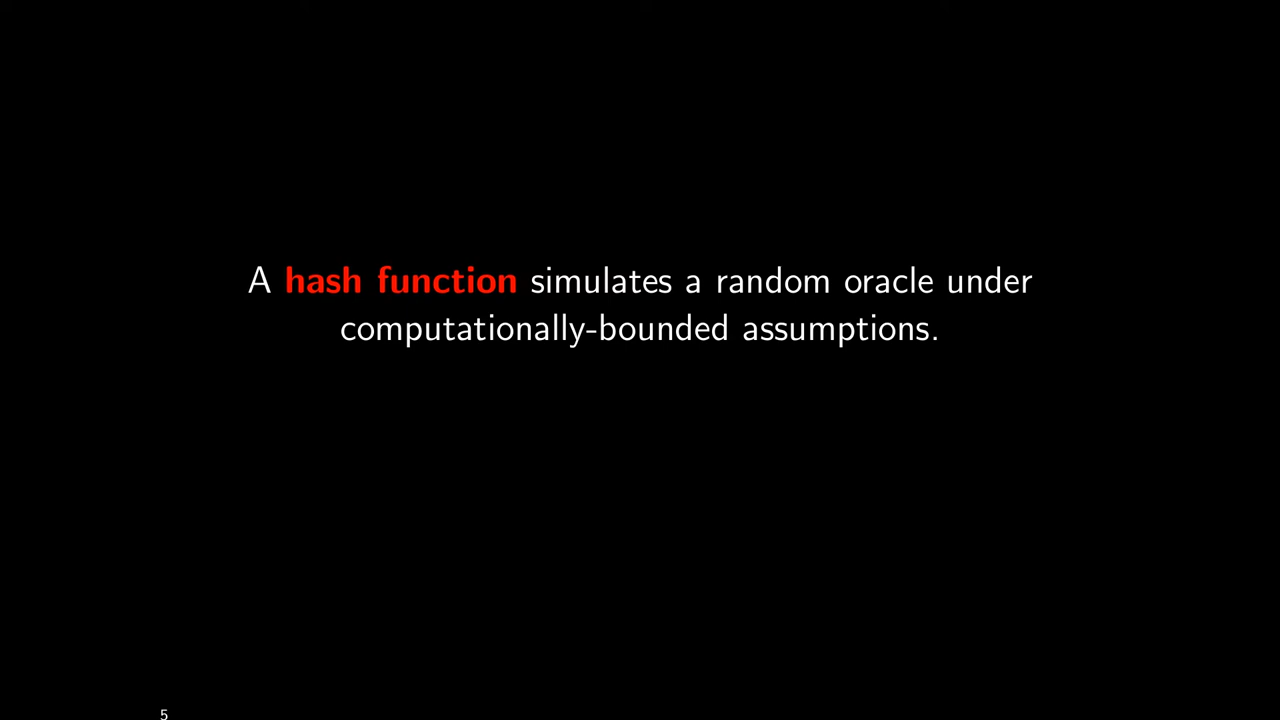 A hash function simulates a random oracle under
computationally-bounded assumptions.
5